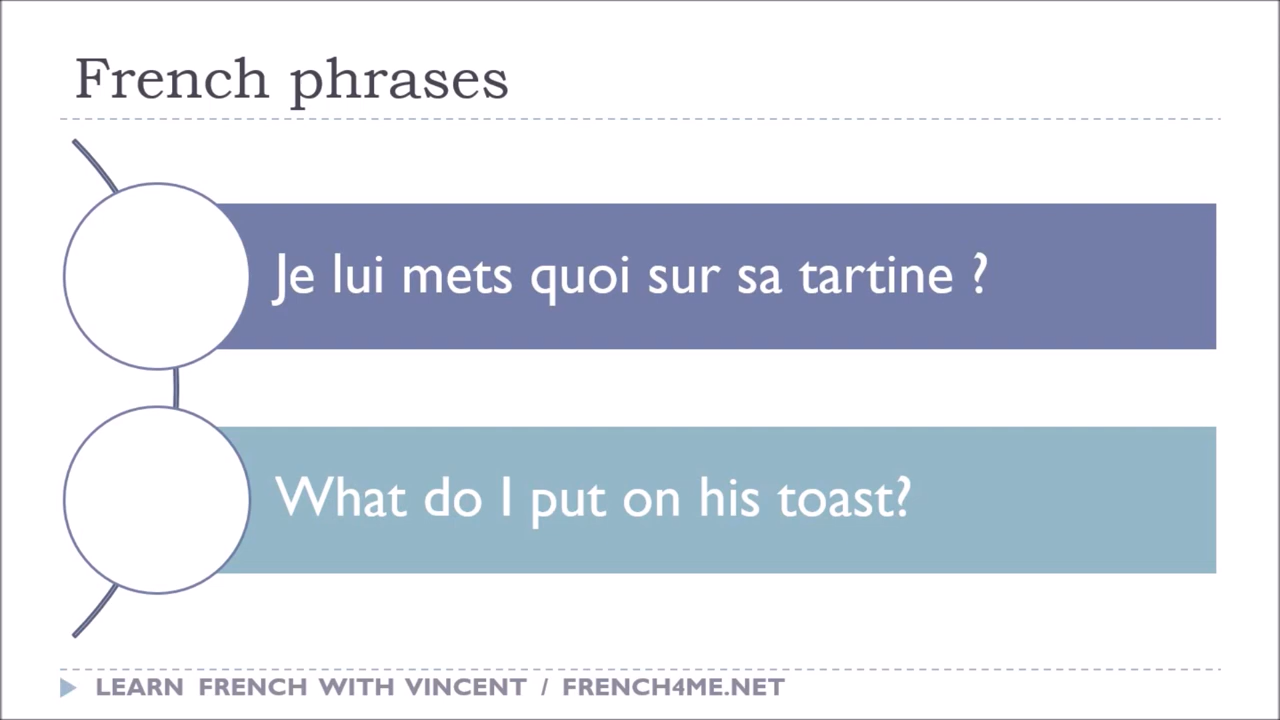 French phrases
Je lui mets quoi sur sa tartine ?
What do I put on his toast?
LEARN FRENCH WITH VINCENT / FRENCH4ME.NET